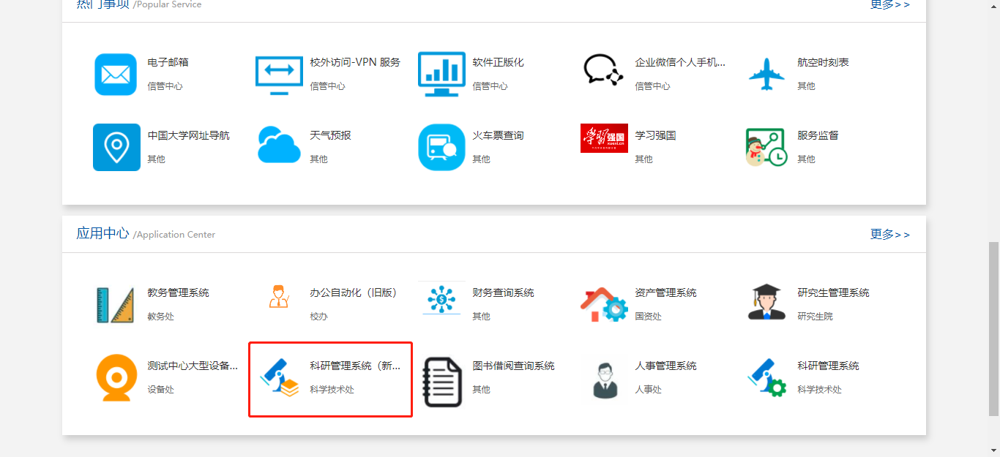 热门事项 /Popular Service 更多>>
电子邮箱 校外访问-VPN 服务 软件正版化 企业微信个人手机... 航空时刻表
信管中心 信管中心 信管中心 信管中心 其他
中国大学网址导航 天气预报 火车票查询 学习强国 服务监督
其他 其他 其他 其他 其他
学习强国
xuexi.cn
应用中心 /Application Center 更多>>
教务管理系统 办公自动化（旧版） 财务查询系统 资产管理系统 研究生管理系统
教务处 校办 其他 国资处 研究生院
测试中心大型设备... 科研管理系统（新... 图书借阅查询系统 人事管理系统 科研管理系统
设备处 科学技术处 其他 人事处 科学技术处